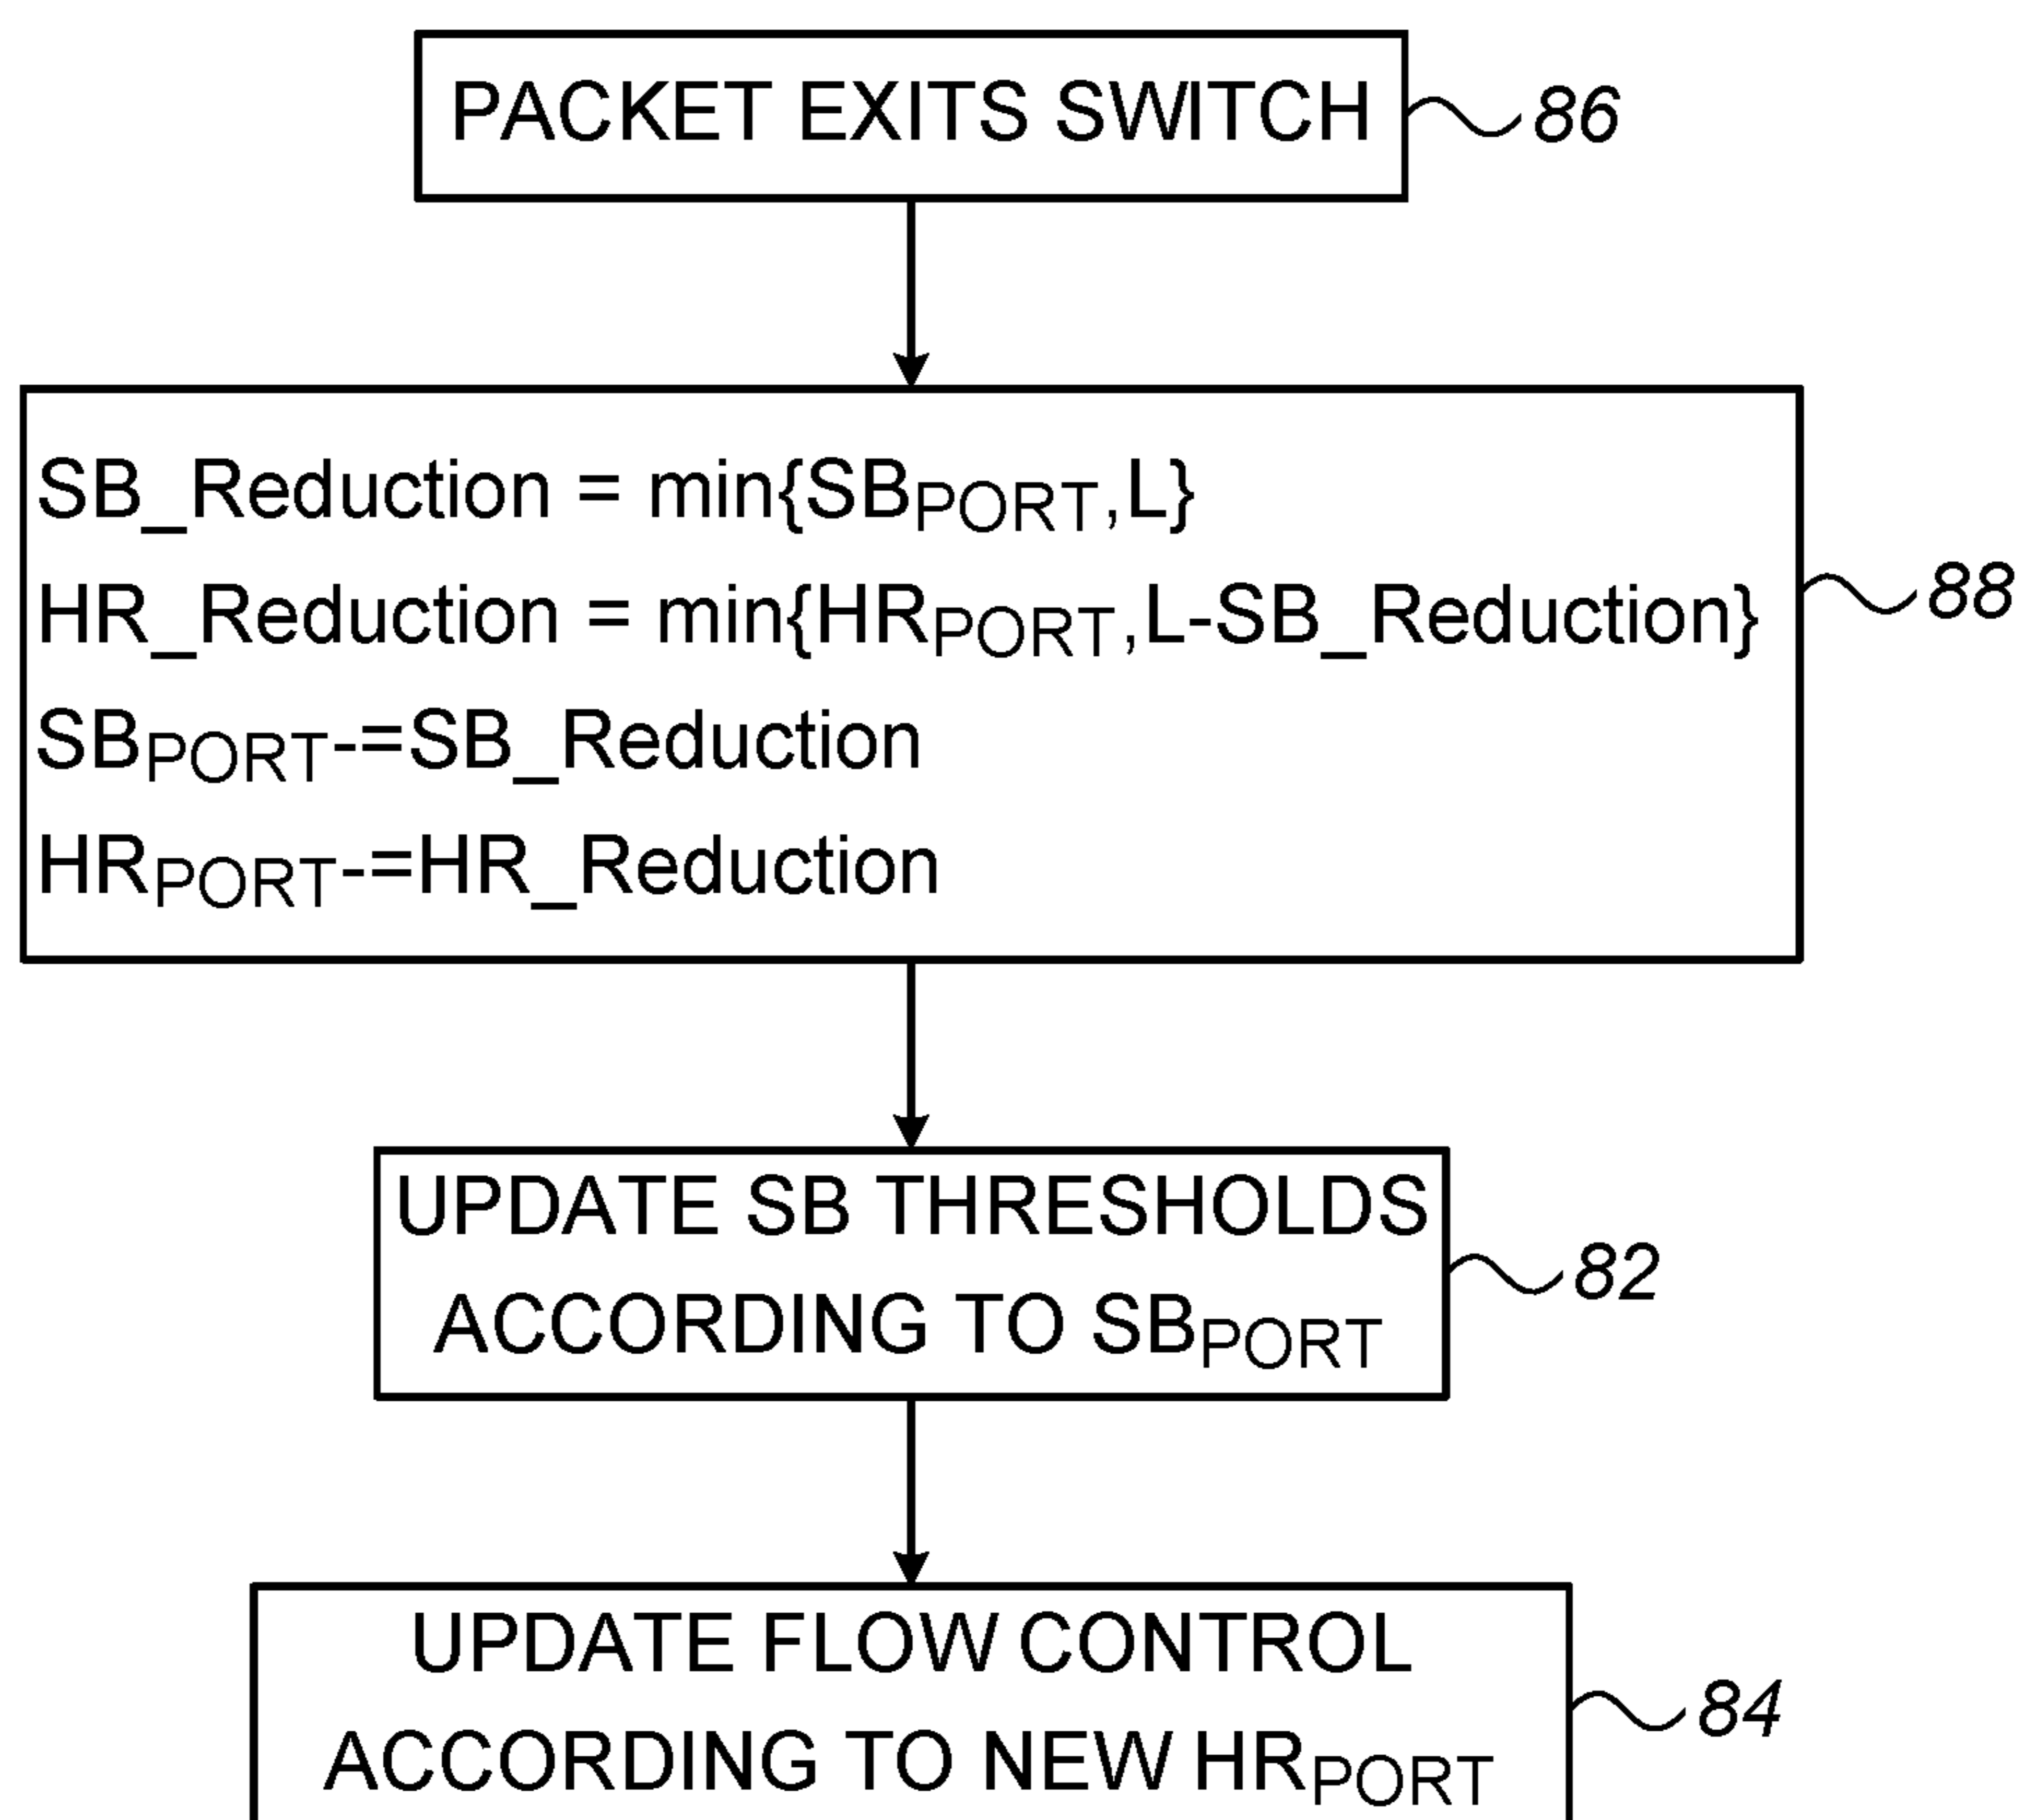 PACKET EXITS SWITCH
86
SB_Reduction = min{SBPORT,L}
HR_Reduction = min{HRPORT,L-SB_Reduction}
SBPORT-=SB_Reduction
HRPORT-=HR_Reduction
88
UPDATE SB THRESHOLDS
ACCORDING TO SBPORT
82
UPDATE FLOW CONTROL
ACCORDING TO NEW HRPORT
84